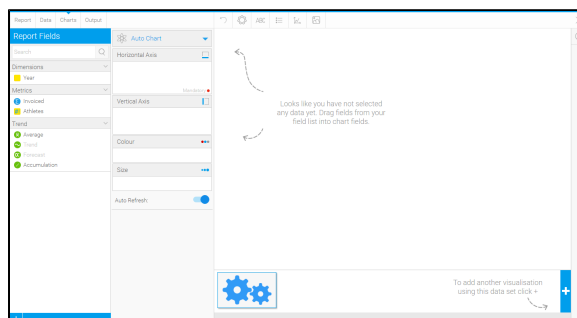 Report Data Charts Output
ABC
Report Fields
Auto Chart
Search
Horizontal Axis
Dimensions
Year
Metrics
Mandatory
Invoiced
Vertical Axis
Athletes
Looks like you have not selected
any data yet. Drag fields from your
field list into chart fields.
Trend
Average
Trend
Colour
Forecast
Accumulation
Size
Auto Refresh
To add another visualisation
using this data set click +
+